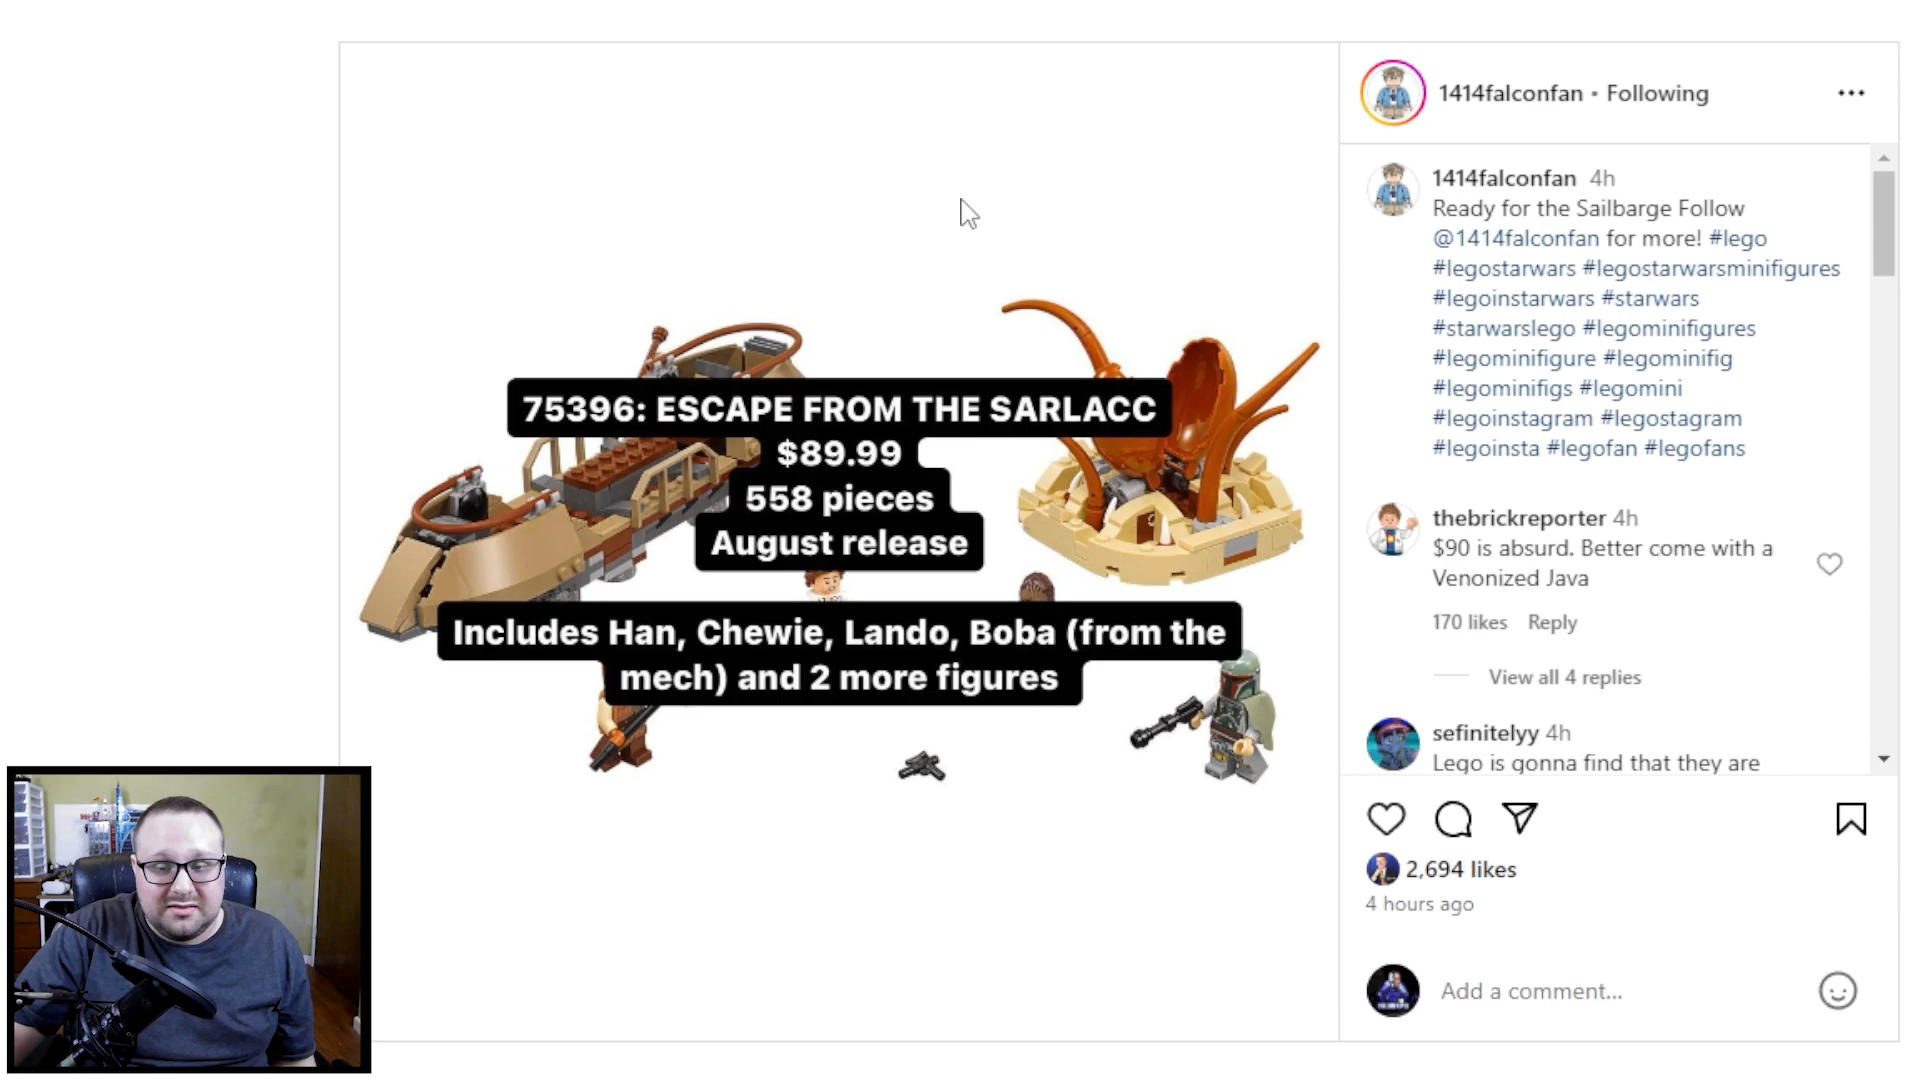 75396: ESCAPE FROM THE SARLACC
$89.99
558 pieces
August release
Includes Han, Chewie, Lando, Boba (from the
mech) and 2 more figures
1414falconfan • Following
1414falconfan 4h
Ready for the Sailbarge Follow
@1414falconfan for more! #lego
#legostarwars #legostarwarsminifigures
#legoinstarwars #starwars
#starwarslego #legominifigures
#legominifigure #legominifig
#legominifigs #legomini
#legoinstagram #legostagram
#legoinsta #legofan #legofans
thebrickreporter 4h
$90 is absurd. Better come with a
Venonized Java
170 likes Reply
View all 4 replies
sefinitelyy 4h
Lego is gonna find that they are
2,694 likes
4 hours ago
Add a comment...